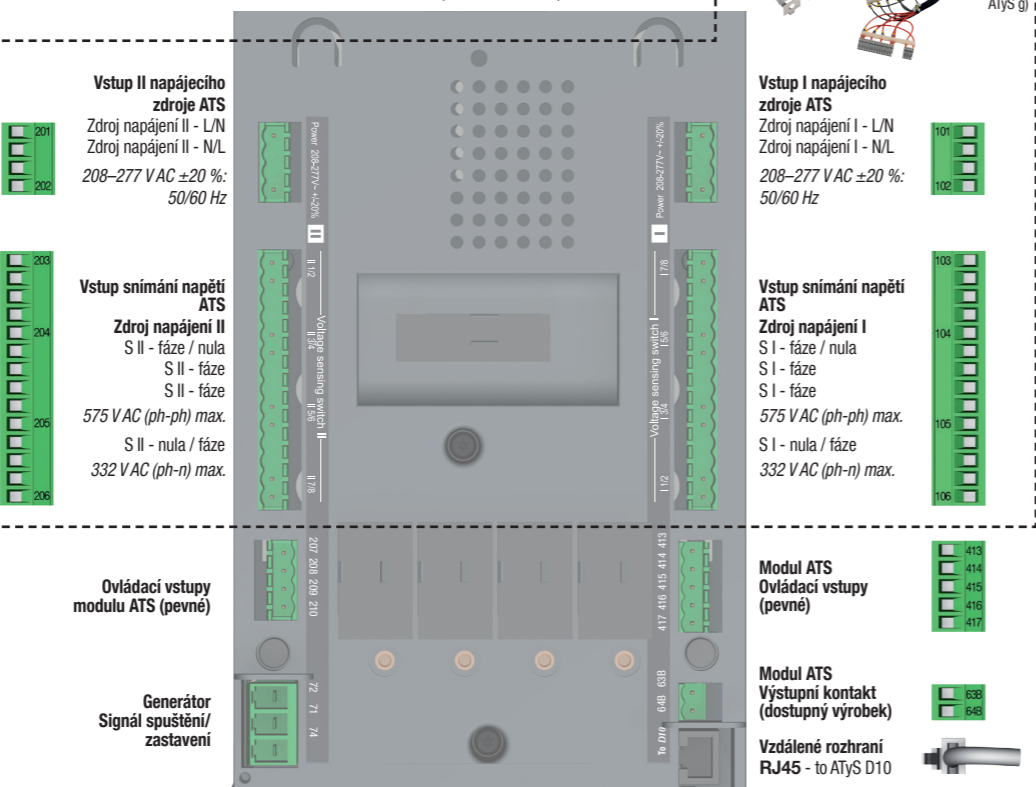 ATyS g)
Vstup II napájecího
zdroje ATS
Zdroj napájení II - L/N
Zdroj napájení II - N/L
208–277 V AC ±20 %:
50/60 Hz
201
202
Vstup snímání napětí
ATS
Zdroj napájení II
S II - fáze / nula
S II - fáze
S II - fáze
575 V AC (ph-ph) max.
S II - nula / fáze
332 V AC (ph-n) max.
203
204
205
206
Ovládací vstupy
modulu ATS (pevné)
Generátor
Signál spuštění/
zastavení
Power 208-277V~ +/-20%
II
II 1/2
II 3/4
II 5/6
II 7/8
Voltage sensing switch II
207 208 209 210
72 71 74
Power 208-277V~ +/-20%
I
I 7/8
I 5/6
I 3/4
I 1/2
Voltage sensing switch I
417 416 415 414 413
64B 63B
To D10
Vstup I napájecího
zdroje ATS
Zdroj napájení I - L/N
Zdroj napájení I - N/L
208–277 V AC ±20 %:
50/60 Hz
101
102
Vstup snímání napětí
ATS
Zdroj napájení I
S I - fáze / nula
S I - fáze
S I - fáze
575 V AC (ph-ph) max.
S I - nula / fáze
332 V AC (ph-n) max.
103
104
105
106
Modul ATS
Ovládací vstupy
(pevné)
413
414
415
416
417
Modul ATS
Výstupní kontakt
(dostupný výrobek)
63B
64B
Vzdálené rozhraní
RJ45 - to ATyS D10